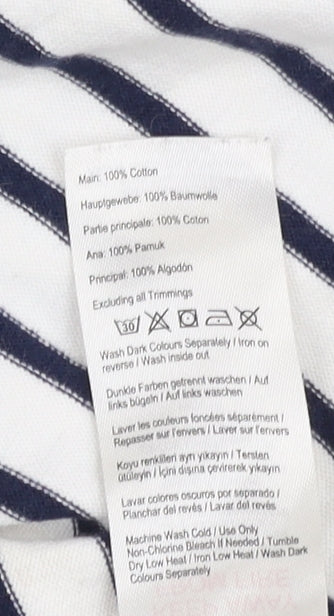 Main: 100% Cotton
Hauptgewebe: 100% Baumwolle
Partie principale: 100% Coton
Ana: 100% Pamuk
Principal: 100% Algodón
Excluding all Trimmings
30
Wash Dark Colours Separately / Iron on
reverse / Wash inside out
Dunkle Farben getrennt waschen / Auf
links bügeln / Auf links waschen
Laver les couleurs foncées séparément /
Repasser sur l'envers / Laver sur l'envers
Koyu renklileri ayrı yıkayın / Tersten
ütüleyin / İçini dışına çevirerek yıkayın
Lavar colores oscuros por separado /
Planchar del revés / Lavar del revés
Machine Wash Cold / Use Only
Non-Chlorine Bleach If Needed / Tumble
Dry Low Heat / Iron Low Heat / Wash Dark
Colours Separately